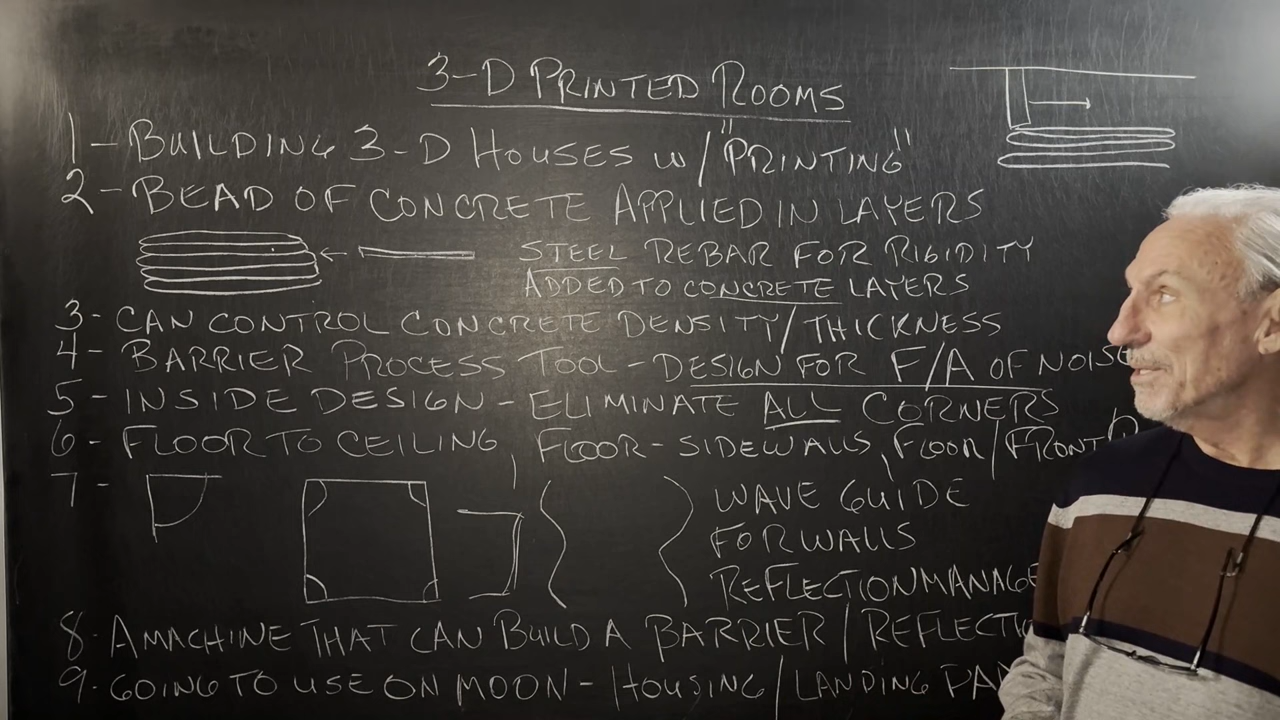 3-D PRINTED ROOMS
1- BUILDING 3-D HOUSES W/"PRINTING"
2- BEAD OF CONCRETE APPLIED IN LAYERS
STEEL REBAR FOR RIGIDITY
ADDED TO CONCRETE LAYERS
3- CAN CONTROL CONCRETE DENSITY/THICKNESS
4- BARRIER PROCESS TOOL - DESIGN FOR F/A OF NOISE
5- INSIDE DESIGN - ELIMINATE ALL CORNERS
6- FLOOR TO CEILING, FLOOR-SIDEWALLS, FLOOR/FRONT
7-
WAVE GUIDE
FOR WALLS
REFLECTION MANAGE
8. A MACHINE THAT CAN BUILD A BARRIER/REFLECTI
9. GOING TO USE ON MOON - HOUSING/LANDING PA